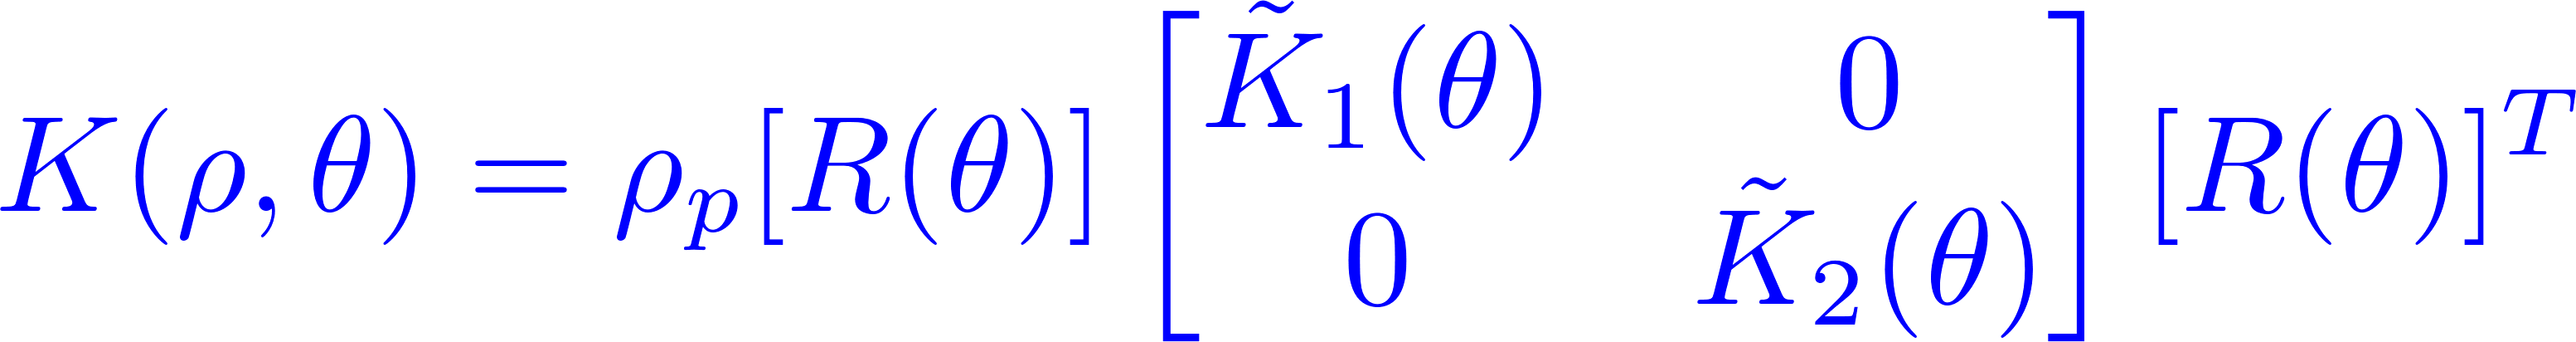 K(ρ, θ) = ρ_p[R(θ)] [ K̃_1(θ) 0 ; 0 K̃_2(θ) ] [R(θ)]^T